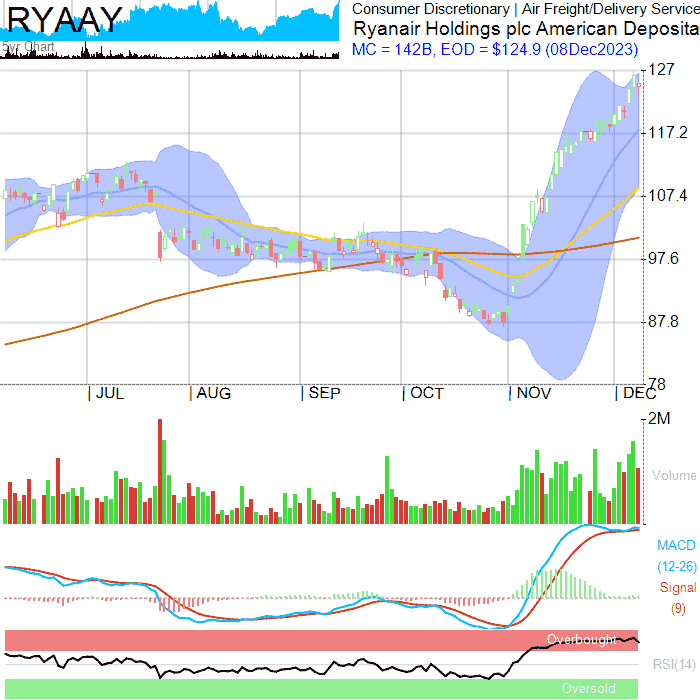 RYAAY
5yr Chart
Consumer Discretionary | Air Freight/Delivery Service
Ryanair Holdings plc American Deposita
MC = 142B, EOD = $124.9 (08Dec2023)
127
117.2
107.4
97.6
87.8
78
| JUL | AUG | SEP | OCT | NOV | DEC
2M
Volume
MACD
(12-26)
Signal
(9)
Overbought
RSI(14)
Oversold